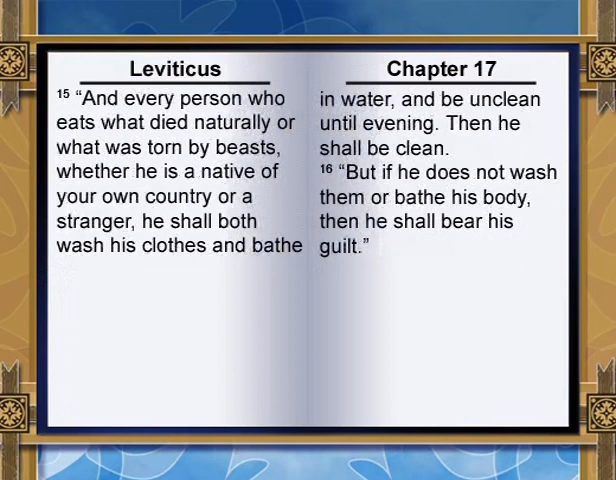 Leviticus
15 “And every person who
eats what died naturally or
what was torn by beasts,
whether he is a native of
your own country or a
stranger, he shall both
wash his clothes and bathe
Chapter 17
in water, and be unclean
until evening. Then he
shall be clean.
16 “But if he does not wash
them or bathe his body,
then he shall bear his
guilt.”